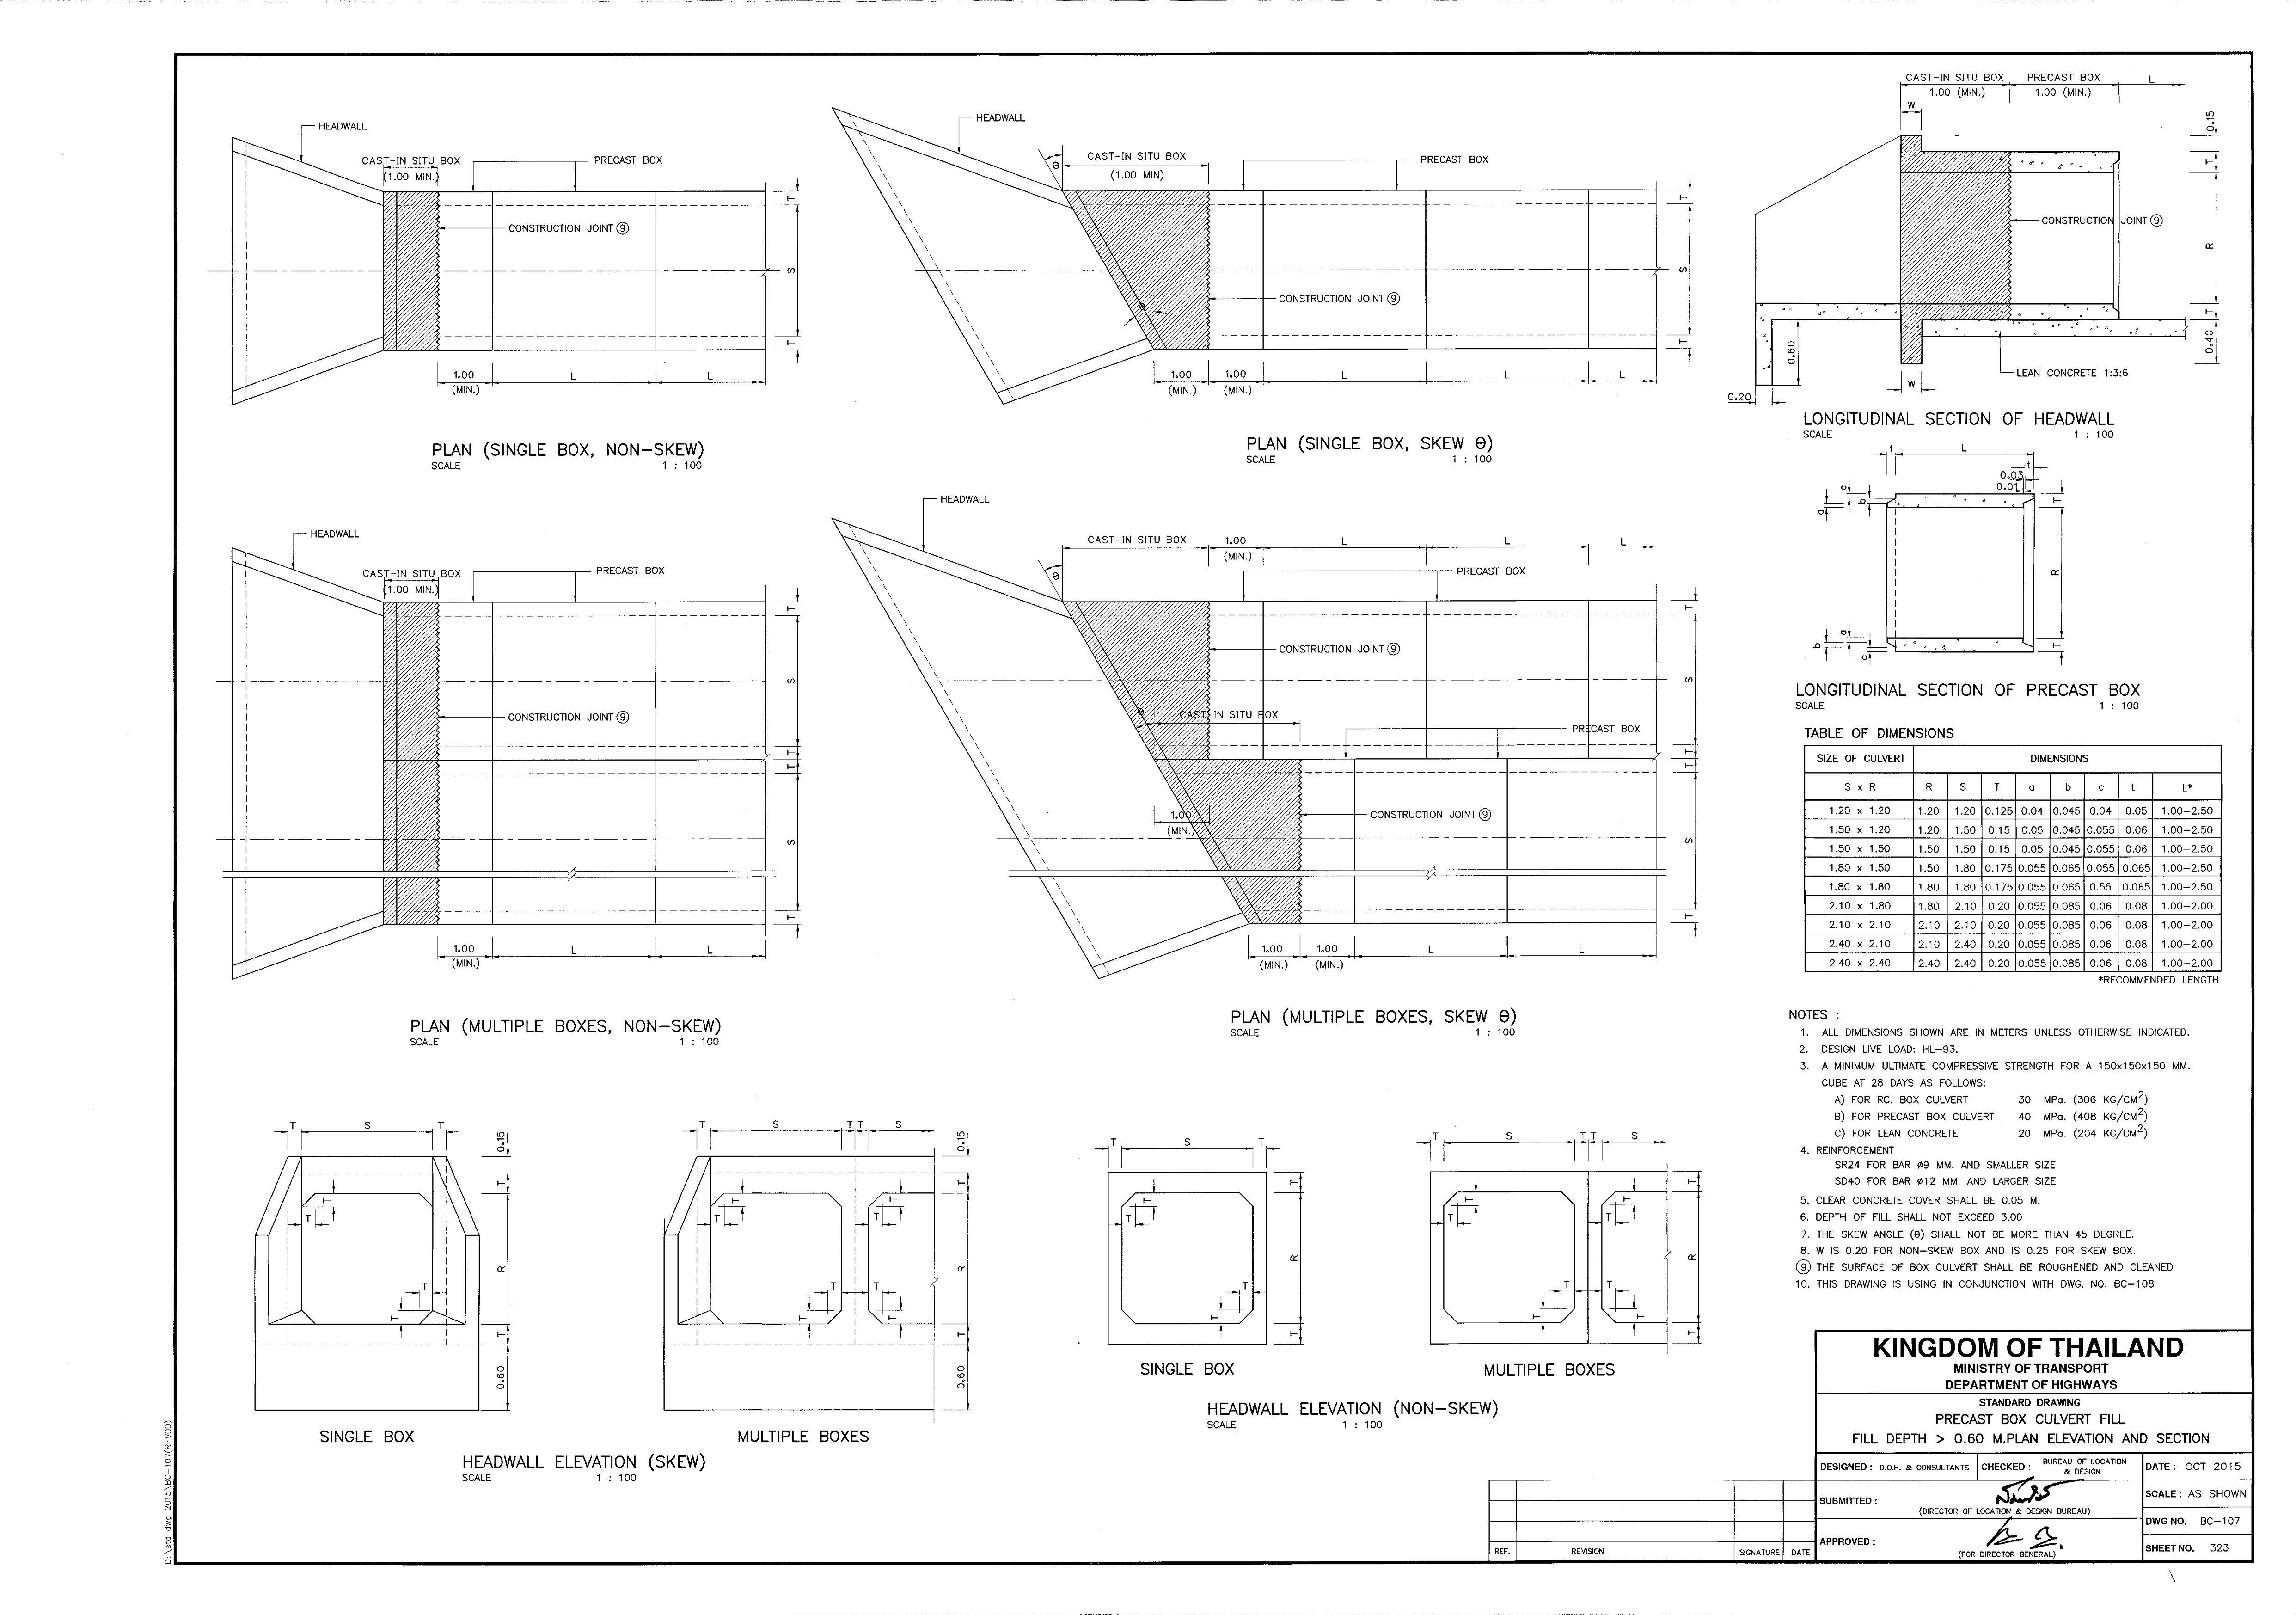 HEADWALL
CAST-IN SITU BOX
(1.00 MIN.)
PRECAST BOX
CONSTRUCTION JOINT 9
T
S
T
1.00
(MIN.)
L
L
PLAN (SINGLE BOX, NON-SKEW)
SCALE 1 : 100
HEADWALL
θ
CAST-IN SITU BOX
(1.00 MIN)
PRECAST BOX
CONSTRUCTION JOINT 9
θ
T
S
T
1.00
(MIN.)
1.00
(MIN.)
L
L
L
PLAN (SINGLE BOX, SKEW θ)
SCALE 1 : 100
CAST-IN SITU BOX PRECAST BOX L
1.00 (MIN.) 1.00 (MIN.)
W
0.15
T
CONSTRUCTION JOINT 9
R
T
0.40
0.60
LEAN CONCRETE 1:3:6
W
0.20
LONGITUDINAL SECTION OF HEADWALL
SCALE 1 : 100
HEADWALL
CAST-IN SITU BOX
(1.00 MIN.)
PRECAST BOX
T
S
CONSTRUCTION JOINT 9
T
T
S
T
1.00
(MIN.)
L
L
PLAN (MULTIPLE BOXES, NON-SKEW)
SCALE 1 : 100
HEADWALL
CAST-IN SITU BOX 1.00 L L L
(MIN.)
θ
PRECAST BOX
T
CONSTRUCTION JOINT 9
S
θ
CAST-IN SITU BOX
PRECAST BOX
T
T
1.00
(MIN.)
CONSTRUCTION JOINT 9
S
T
1.00
(MIN.)
1.00
(MIN.)
L
L
PLAN (MULTIPLE BOXES, SKEW θ)
SCALE 1 : 100
t L
t
0.03
0.01
c
b
a
T
R
a
b
c
T
LONGITUDINAL SECTION OF PRECAST BOX
SCALE 1 : 100
TABLE OF DIMENSIONS
SIZE OF CULVERT DIMENSIONS
S x R R S T a b c t L*
1.20 x 1.20 1.20 1.20 0.125 0.04 0.045 0.04 0.05 1.00-2.50
1.50 x 1.20 1.20 1.50 0.15 0.05 0.045 0.055 0.06 1.00-2.50
1.50 x 1.50 1.50 1.50 0.15 0.05 0.045 0.055 0.06 1.00-2.50
1.80 x 1.50 1.50 1.80 0.175 0.055 0.065 0.055 0.065 1.00-2.50
1.80 x 1.80 1.80 1.80 0.175 0.055 0.065 0.55 0.065 1.00-2.50
2.10 x 1.80 1.80 2.10 0.20 0.055 0.085 0.06 0.08 1.00-2.00
2.10 x 2.10 2.10 2.10 0.20 0.055 0.085 0.06 0.08 1.00-2.00
2.40 x 2.10 2.10 2.40 0.20 0.055 0.085 0.06 0.08 1.00-2.00
2.40 x 2.40 2.40 2.40 0.20 0.055 0.085 0.06 0.08 1.00-2.00
*RECOMMENDED LENGTH
NOTES :
1. ALL DIMENSIONS SHOWN ARE IN METERS UNLESS OTHERWISE INDICATED.
2. DESIGN LIVE LOAD: HL-93.
3. A MINIMUM ULTIMATE COMPRESSIVE STRENGTH FOR A 150x150x150 MM.
CUBE AT 28 DAYS AS FOLLOWS:
A) FOR RC. BOX CULVERT 30 MPa. (306 KG/CM2)
B) FOR PRECAST BOX CULVERT 40 MPa. (408 KG/CM2)
C) FOR LEAN CONCRETE 20 MPa. (204 KG/CM2)
4. REINFORCEMENT
SR24 FOR BAR ø9 MM. AND SMALLER SIZE
SD40 FOR BAR ø12 MM. AND LARGER SIZE
5. CLEAR CONCRETE COVER SHALL BE 0.05 M.
6. DEPTH OF FILL SHALL NOT EXCEED 3.00
7. THE SKEW ANGLE (θ) SHALL NOT BE MORE THAN 45 DEGREE.
8. W IS 0.20 FOR NON-SKEW BOX AND IS 0.25 FOR SKEW BOX.
9. THE SURFACE OF BOX CULVERT SHALL BE ROUGHENED AND CLEANED
10. THIS DRAWING IS USING IN CONJUNCTION WITH DWG. NO. BC-108
T S T
0.15
T
T
T
R
T
T
T
0.60
SINGLE BOX
T S T T S
0.15
T
T
T
T
T
R
T
T
T
T
0.60
MULTIPLE BOXES
HEADWALL ELEVATION (SKEW)
SCALE 1 : 100
T S T
T
T
T
R
T
T
T
SINGLE BOX
T S T T S
T
T
T
T
T
R
T
T
T
T
T
MULTIPLE BOXES
HEADWALL ELEVATION (NON-SKEW)
SCALE 1 : 100
KINGDOM OF THAILAND
MINISTRY OF TRANSPORT
DEPARTMENT OF HIGHWAYS
STANDARD DRAWING
PRECAST BOX CULVERT FILL
FILL DEPTH > 0.60 M.PLAN ELEVATION AND SECTION
DESIGNED : D.O.H. & CONSULTANTS CHECKED : BUREAU OF LOCATION & DESIGN DATE : OCT 2015
SUBMITTED : (DIRECTOR OF LOCATION & DESIGN BUREAU) SCALE : AS SHOWN
DWG NO. BC-107
APPROVED : (FOR DIRECTOR GENERAL) SHEET NO. 323
REF. REVISION SIGNATURE DATE
D:\std dwg 2015\BC-107(REV00)